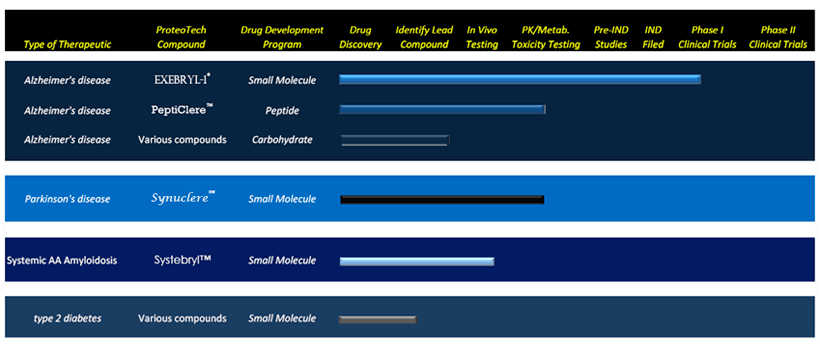 Type of Therapeutic
ProteoTech Compound
Drug Development Program
Drug Discovery
Identify Lead Compound
In Vivo Testing
PK/Metab. Toxicity Testing
Pre-IND Studies
IND Filed
Phase I Clinical Trials
Phase II Clinical Trials
Alzheimer's disease EXEBRYL-1® Small Molecule
Alzheimer's disease PeptiClere™ Peptide
Alzheimer's disease Various compounds Carbohydrate
Parkinson's disease Synuclere™ Small Molecule
Systemic AA Amyloidosis Systebryl™ Small Molecule
type 2 diabetes Various compounds Small Molecule